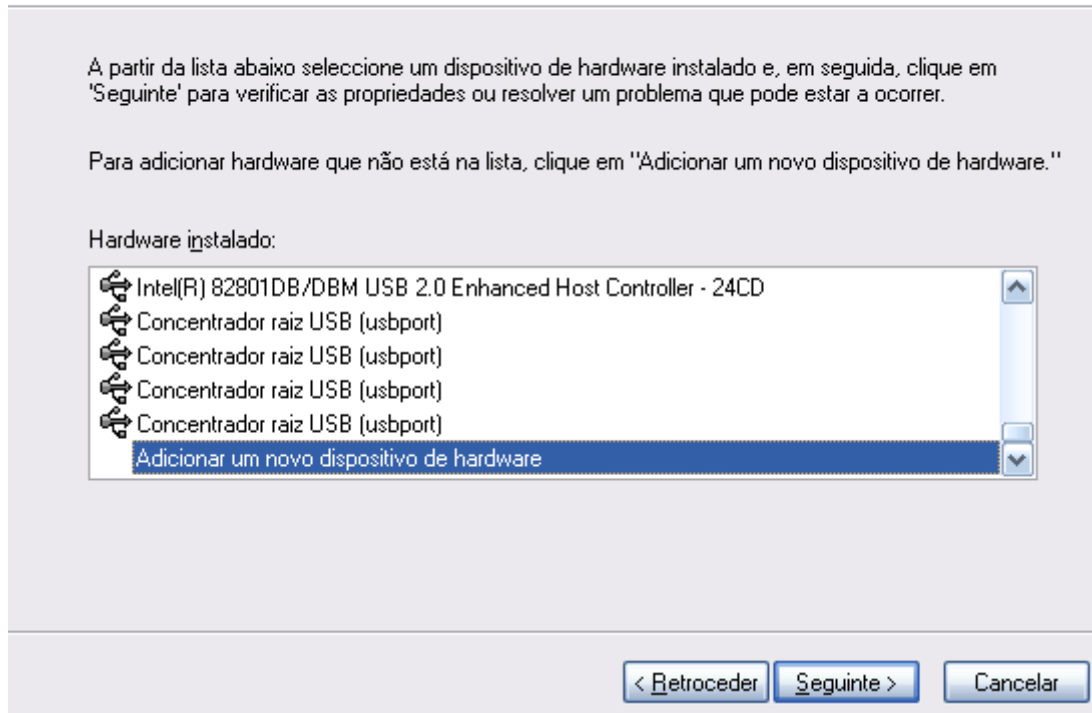 A partir da lista abaixo seleccione um dispositivo de hardware instalado e, em seguida, clique em
'Seguinte' para verificar as propriedades ou resolver um problema que pode estar a ocorrer.
Para adicionar hardware que não está na lista, clique em "Adicionar um novo dispositivo de hardware."
Hardware instalado:
Intel(R) 82801DB/DBM USB 2.0 Enhanced Host Controller - 24CD
Concentrador raiz USB (usbport)
Concentrador raiz USB (usbport)
Concentrador raiz USB (usbport)
Concentrador raiz USB (usbport)
Adicionar um novo dispositivo de hardware
< Retroceder Seguinte > Cancelar